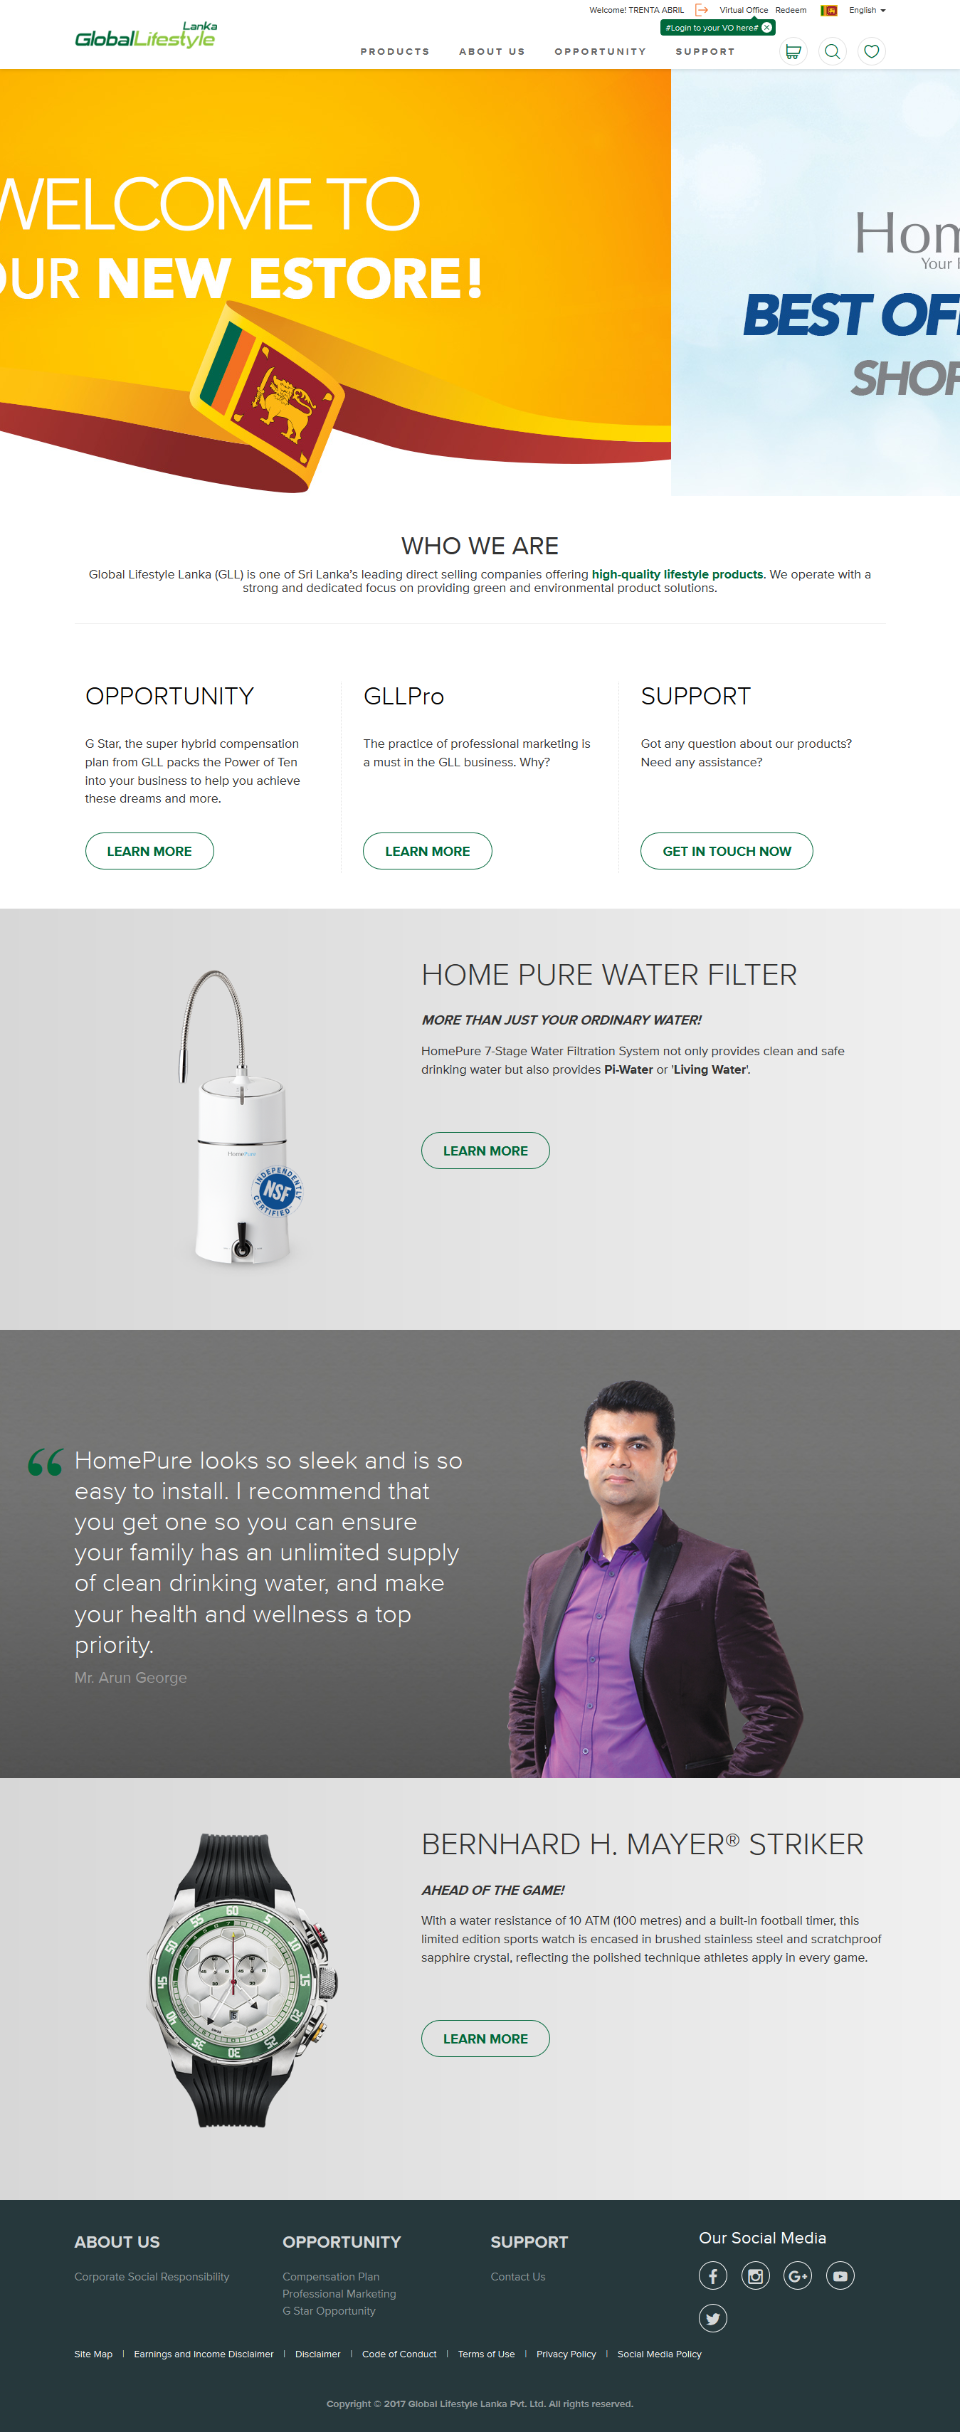 Welcome! TRENTA ABRIL Virtual Office Redeem English
#Login to your VO here#
Lanka
GlobalLifestyle
PRODUCTS ABOUT US OPPORTUNITY SUPPORT
WELCOME TO
OUR NEW ESTORE!
Hom
Your
BEST OF
SHOP
WHO WE ARE
Global Lifestyle Lanka (GLL) is one of Sri Lanka's leading direct selling companies offering high-quality lifestyle products. We operate with a
strong and dedicated focus on providing green and environmental product solutions.
OPPORTUNITY
G Star, the super hybrid compensation
plan from GLL packs the Power of Ten
into your business to help you achieve
these dreams and more.
LEARN MORE
GLLPro
The practice of professional marketing is
a must in the GLL business. Why?
LEARN MORE
SUPPORT
Got any question about our products?
Need any assistance?
GET IN TOUCH NOW
HomePure
INDEPENDENTLY
NSF
CERTIFIED
HOME PURE WATER FILTER
MORE THAN JUST YOUR ORDINARY WATER!
HomePure 7-Stage Water Filtration System not only provides clean and safe
drinking water but also provides Pi-Water or 'Living Water'.
LEARN MORE
“ HomePure looks so sleek and is so
easy to install. I recommend that
you get one so you can ensure
your family has an unlimited supply
of clean drinking water, and make
your health and wellness a top
priority.
Mr. Arun George
60 5 10 15 20 25 30 35 40 45 50 55
BERNHARD H. MAYER® STRIKER
AHEAD OF THE GAME!
With a water resistance of 10 ATM (100 metres) and a built-in football timer, this
limited edition sports watch is encased in brushed stainless steel and scratchproof
sapphire crystal, reflecting the polished technique athletes apply in every game.
LEARN MORE
ABOUT US
Corporate Social Responsibility
OPPORTUNITY
Compensation Plan
Professional Marketing
G Star Opportunity
SUPPORT
Contact Us
Our Social Media
Site Map | Earnings and Income Disclaimer | Disclaimer | Code of Conduct | Terms of Use | Privacy Policy | Social Media Policy
Copyright © 2017 Global Lifestyle Lanka Pvt. Ltd. All rights reserved.